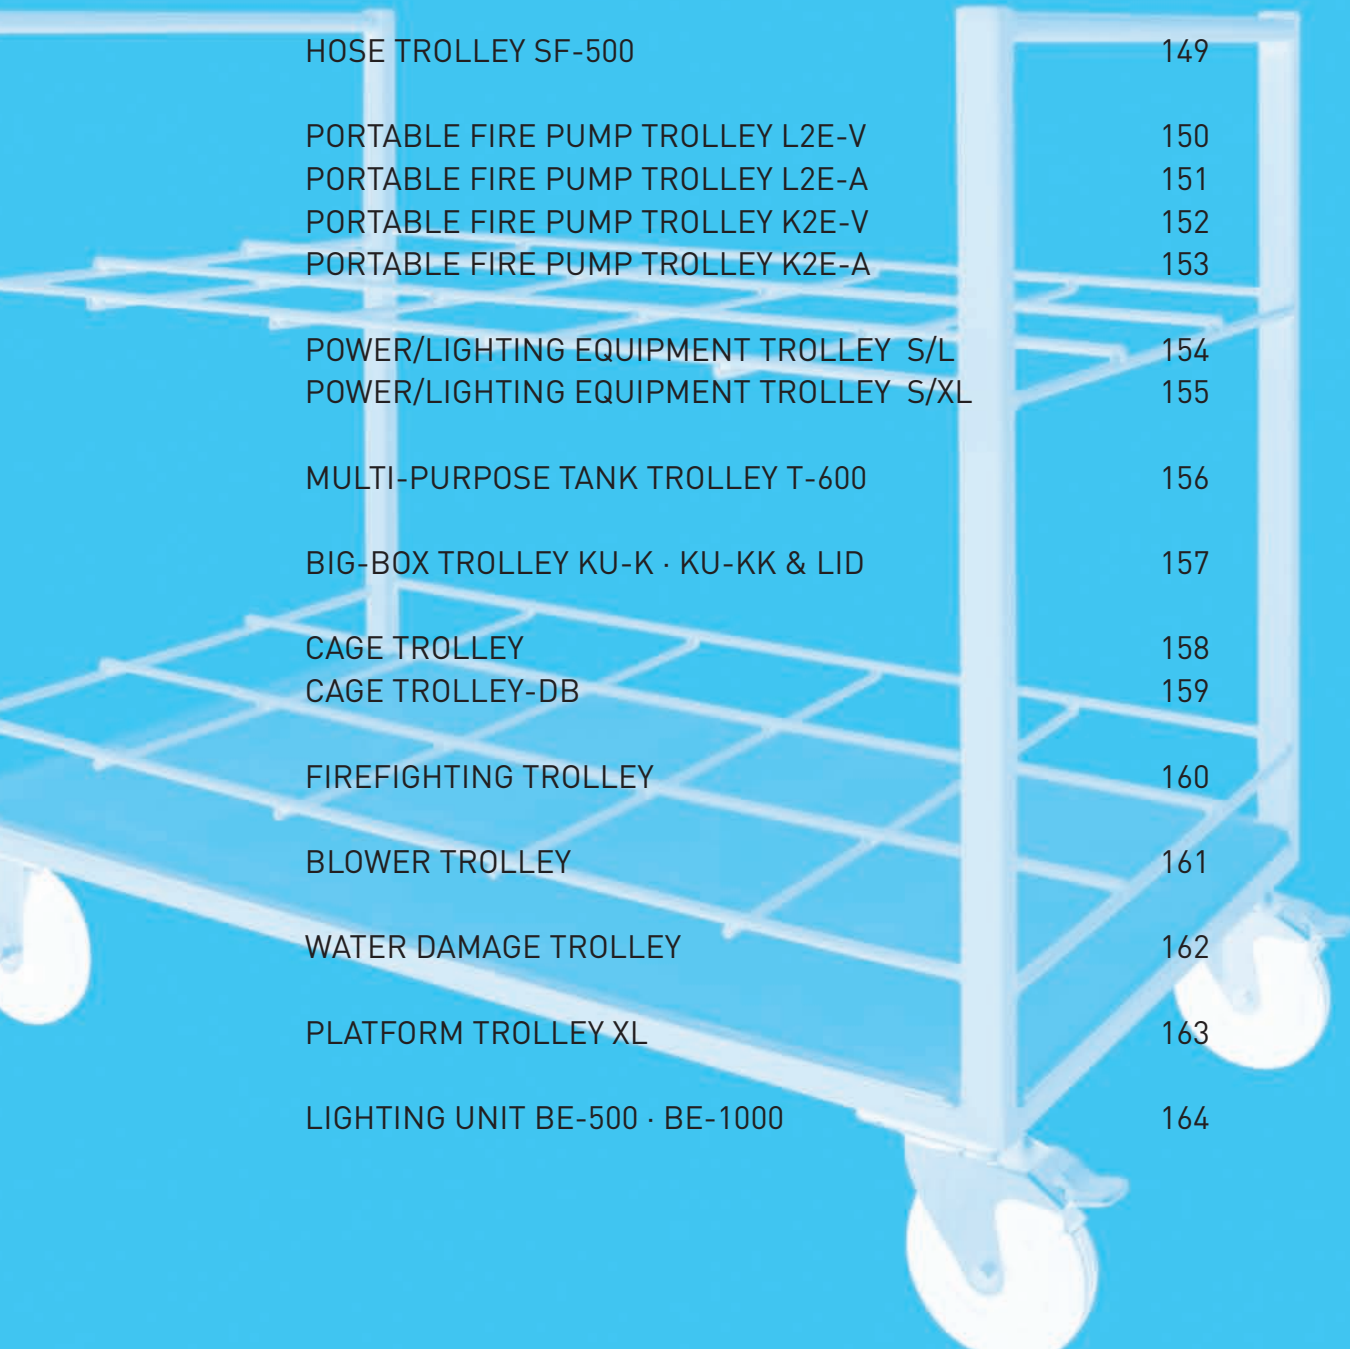 HOSE TROLLEY SF-500 149
PORTABLE FIRE PUMP TROLLEY L2E-V 150
PORTABLE FIRE PUMP TROLLEY L2E-A 151
PORTABLE FIRE PUMP TROLLEY K2E-V 152
PORTABLE FIRE PUMP TROLLEY K2E-A 153
POWER/LIGHTING EQUIPMENT TROLLEY S/L 154
POWER/LIGHTING EQUIPMENT TROLLEY S/XL 155
MULTI-PURPOSE TANK TROLLEY T-600 156
BIG-BOX TROLLEY KU-K · KU-KK & LID 157
CAGE TROLLEY 158
CAGE TROLLEY-DB 159
FIREFIGHTING TROLLEY 160
BLOWER TROLLEY 161
WATER DAMAGE TROLLEY 162
PLATFORM TROLLEY XL 163
LIGHTING UNIT BE-500 · BE-1000 164